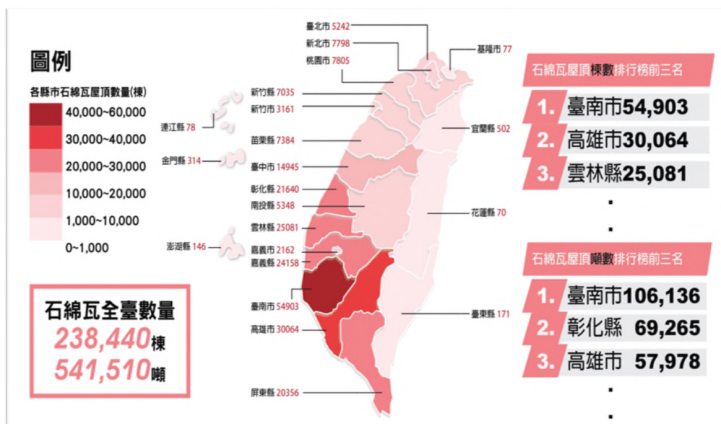 圖例
各縣市石綿瓦屋頂數量(棟)
40,000~60,000
30,000~40,000
20,000~30,000
10,000~20,000
1,000~10,000
0~1,000
臺北市 5242
新北市 7798
桃園市 7805
基隆市 77
新竹縣 7035
新竹市 3161
連江縣 78
苗栗縣 7384
宜蘭縣 502
金門縣 314
臺中市 14945
彰化縣 21640
南投縣 5348
花蓮縣 70
雲林縣 25081
澎湖縣 146
嘉義市 2162
嘉義縣 24158
臺南市 54903
臺東縣 171
高雄市 30064
屏東縣 20356
石綿瓦全臺數量
238,440棟
541,510噸
石綿瓦屋頂棟數排行榜前三名
1. 臺南市54,903
2. 高雄市30,064
3. 雲林縣25,081
石綿瓦屋頂噸數排行榜前三名
1. 臺南市106,136
2. 彰化縣 69,265
3. 高雄市 57,978